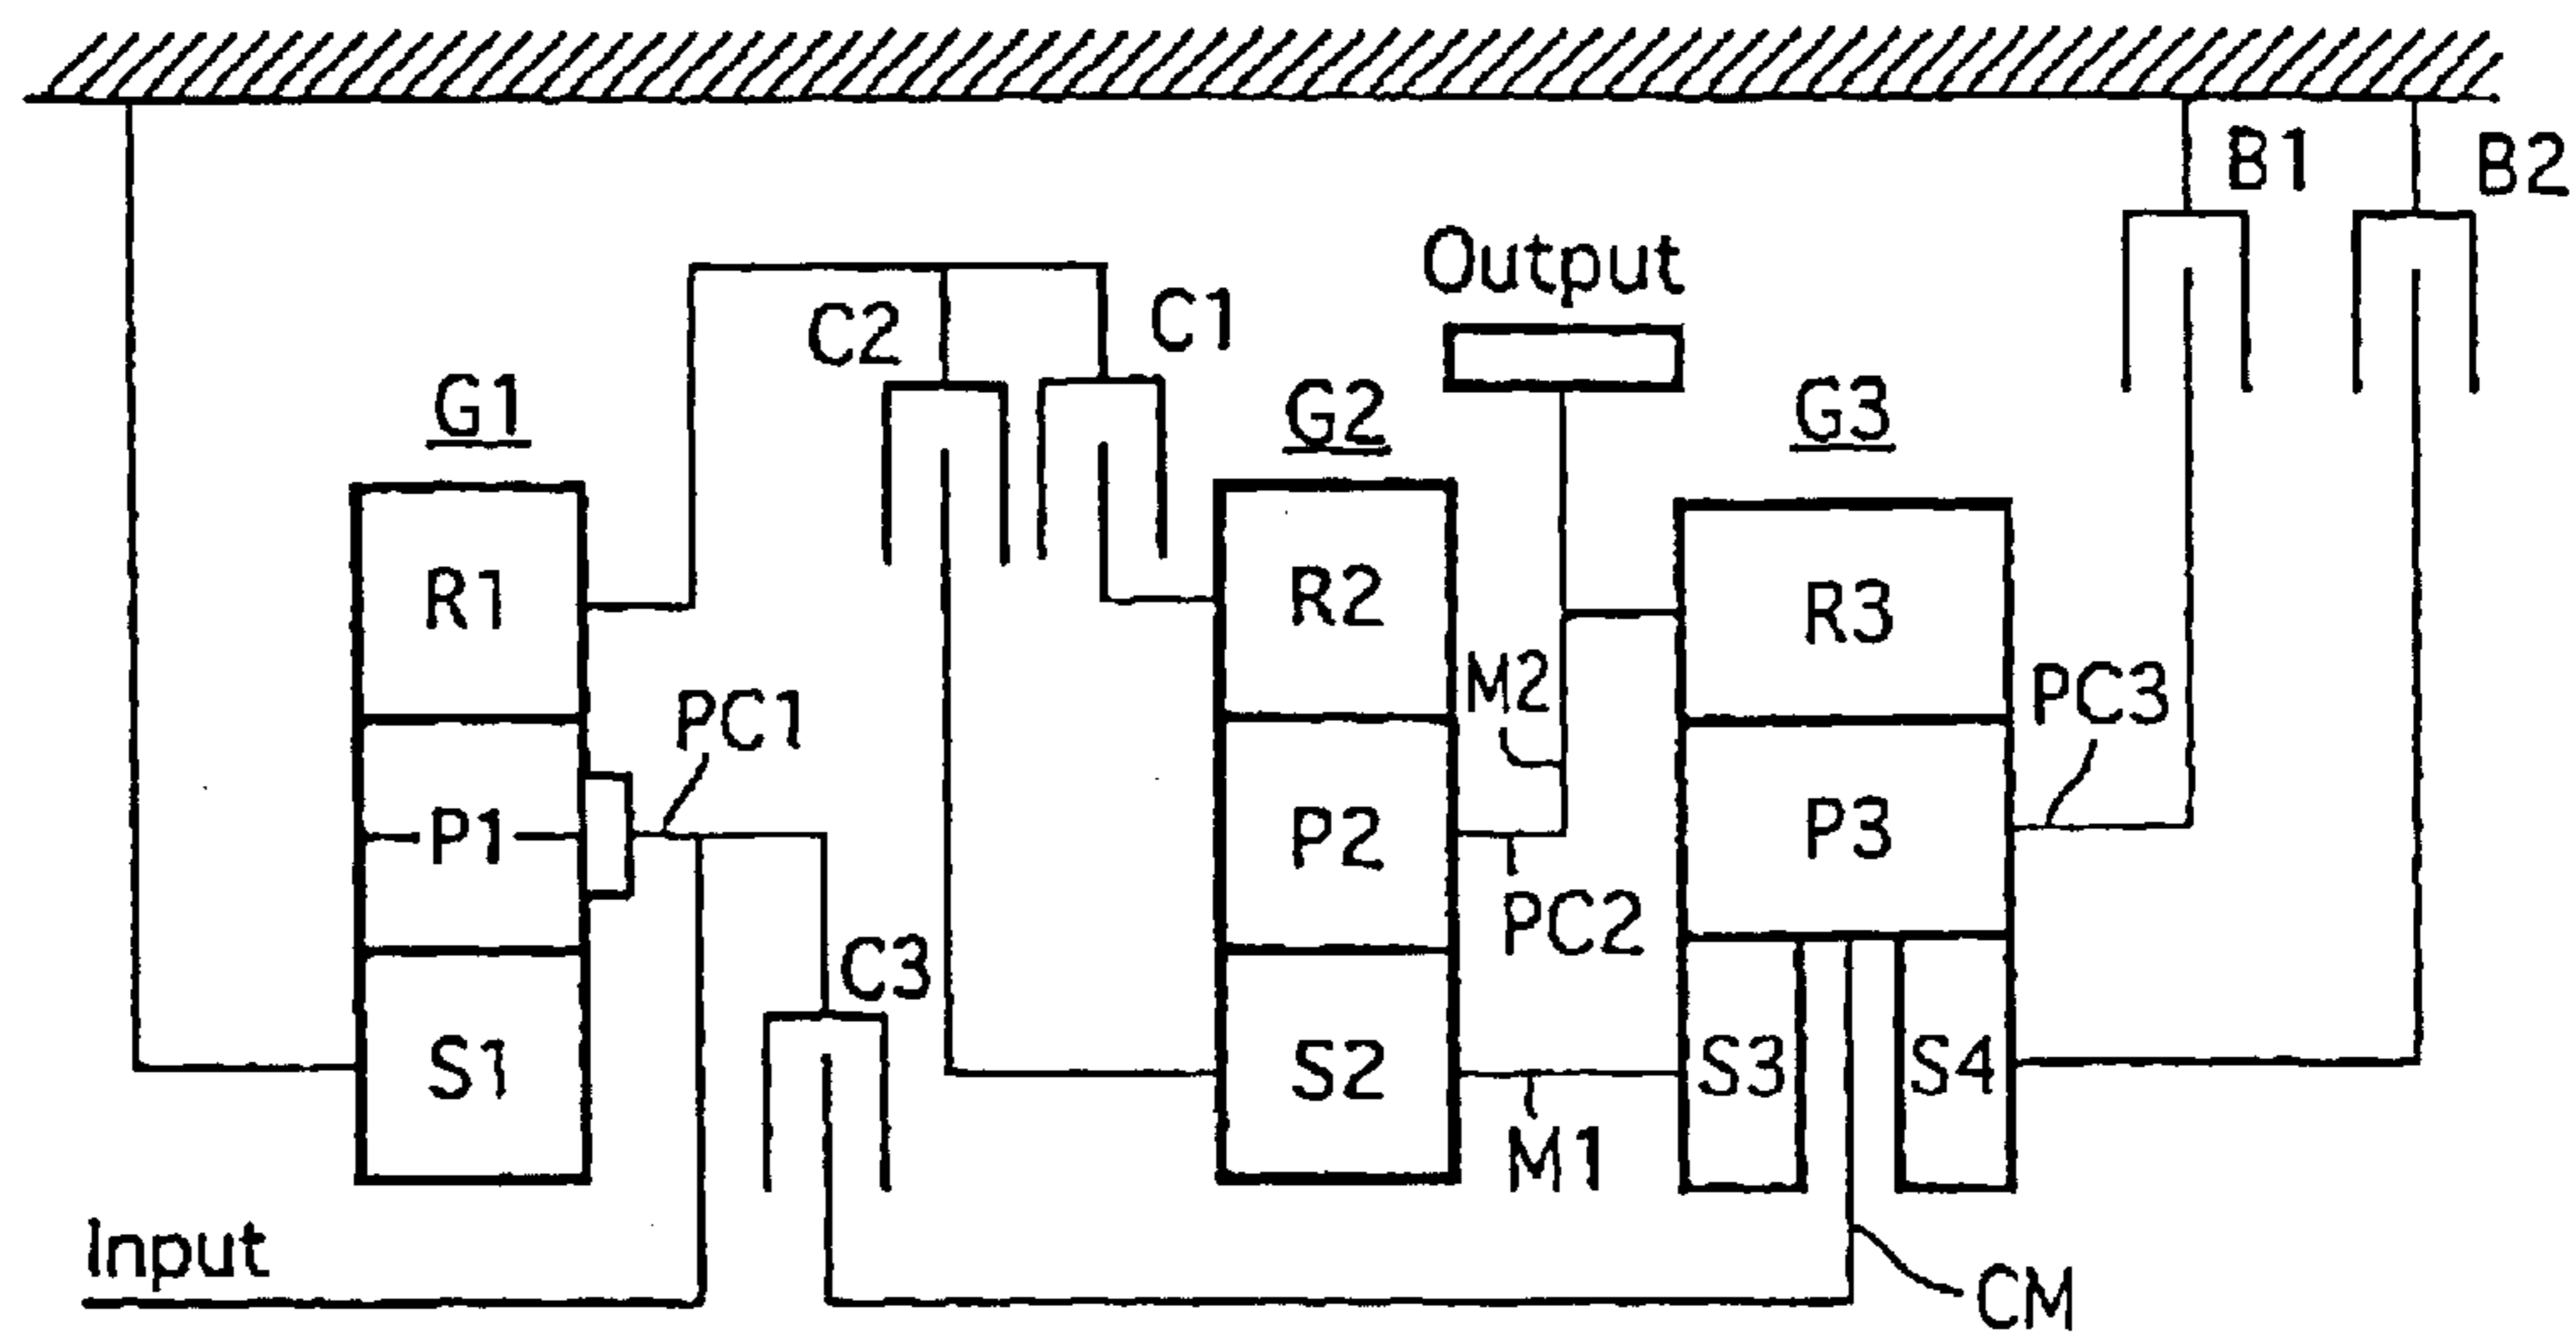 B1
B2
Output
C2
C1
G1
G2
G3
R1
R2
R3
M2
PC1
PC3
P1
P2
P3
PC2
C3
S1
S2
S3
S4
M1
Input
CM